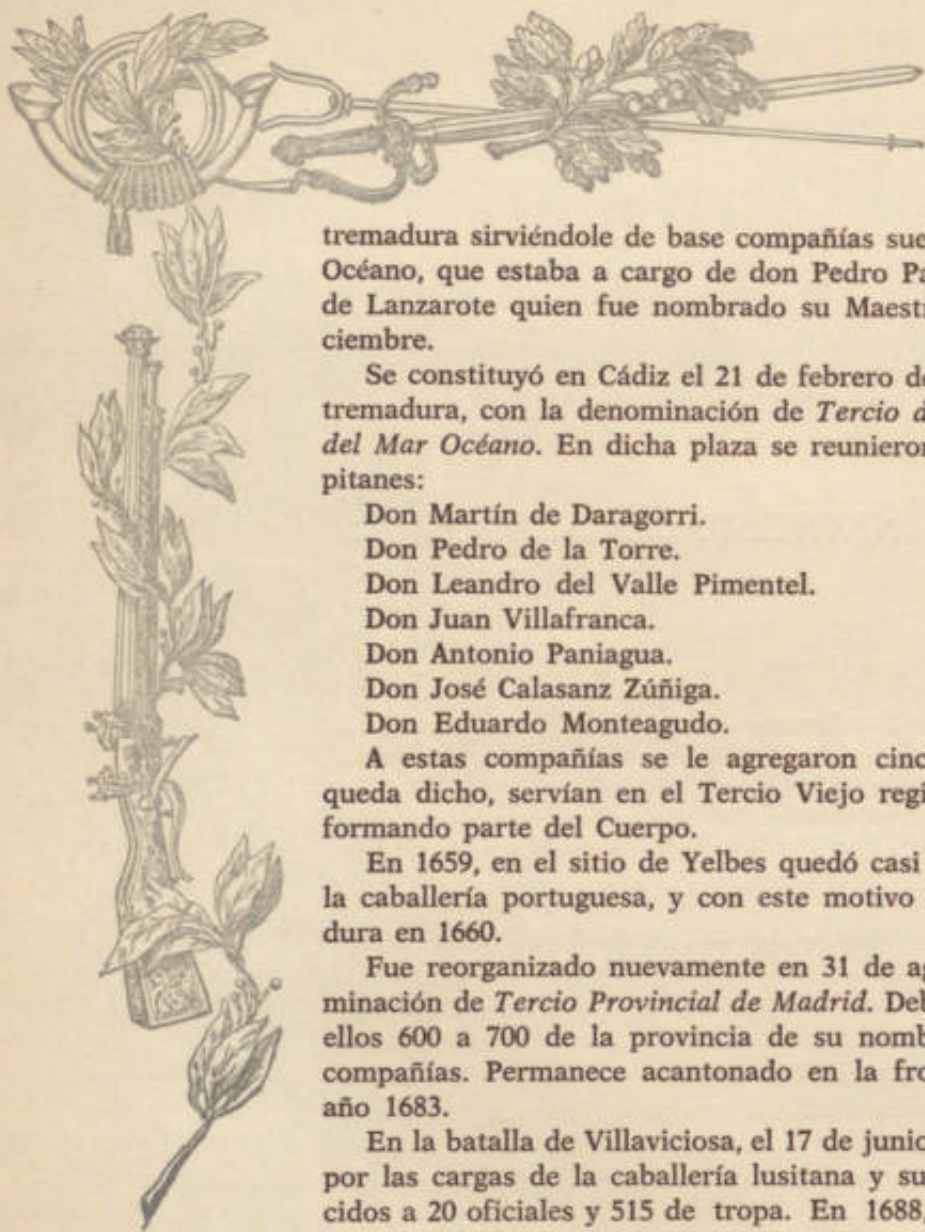 tremadura sirviéndole de base compañías sue
Océano, que estaba a cargo de don Pedro Pa
de Lanzarote quien fue nombrado su Maestr
ciembre.
Se constituyó en Cádiz el 21 de febrero de
tremadura, con la denominación de Tercio d
del Mar Océano. En dicha plaza se reunieron
pitanes:
Don Martín de Daragorri.
Don Pedro de la Torre.
Don Leandro del Valle Pimentel.
Don Juan Villafranca.
Don Antonio Paniagua.
Don José Calasanz Zúñiga.
Don Eduardo Monteagudo.
A estas compañías se le agregaron cinc
queda dicho, servían en el Tercio Viejo regi
formando parte del Cuerpo.
En 1659, en el sitio de Yelbes quedó casi
la caballería portuguesa, y con este motivo
dura en 1660.
Fue reorganizado nuevamente en 31 de ag
minación de Tercio Provincial de Madrid. Deb
ellos 600 a 700 de la provincia de su nomb
compañías. Permanece acantonado en la fro
año 1683.
En la batalla de Villaviciosa, el 17 de junio
por las cargas de la caballería lusitana y su
cidos a 20 oficiales y 515 de tropa. En 1688,